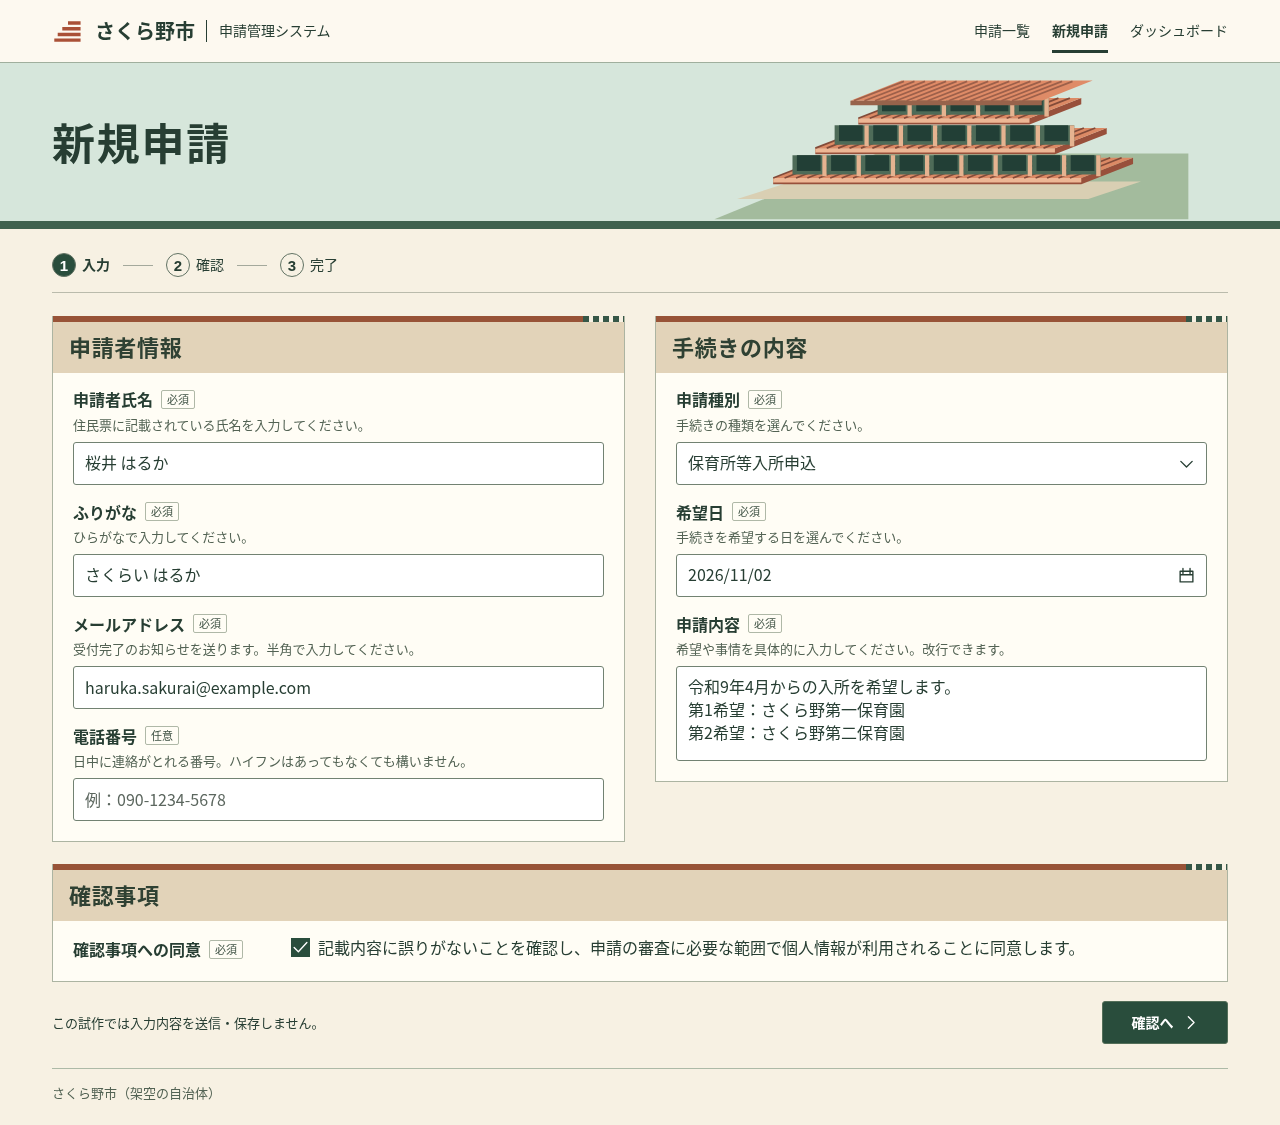 さくら野市
申請管理システム
申請一覧
新規申請
ダッシュボード
新規申請
1 入力
2 確認
3 完了
申請者情報
申請者氏名 必須
住民票に記載されている氏名を入力してください。
桜井 はるか
ふりがな 必須
ひらがなで入力してください。
さくらい はるか
メールアドレス 必須
受付完了のお知らせを送ります。半角で入力してください。
haruka.sakurai@example.com
電話番号 任意
日中に連絡がとれる番号。ハイフンはあってもなくても構いません。
例：090-1234-5678
手続きの内容
申請種別 必須
手続きの種類を選んでください。
保育所等入所申込
希望日 必須
手続きを希望する日を選んでください。
2026/11/02
申請内容 必須
希望や事情を具体的に入力してください。改行できます。
令和9年4月からの入所を希望します。
第1希望：さくら野第一保育園
第2希望：さくら野第二保育園
確認事項
確認事項への同意 必須
記載内容に誤りがないことを確認し、申請の審査に必要な範囲で個人情報が利用されることに同意します。
この試作では入力内容を送信・保存しません。
確認へ
さくら野市（架空の自治体）